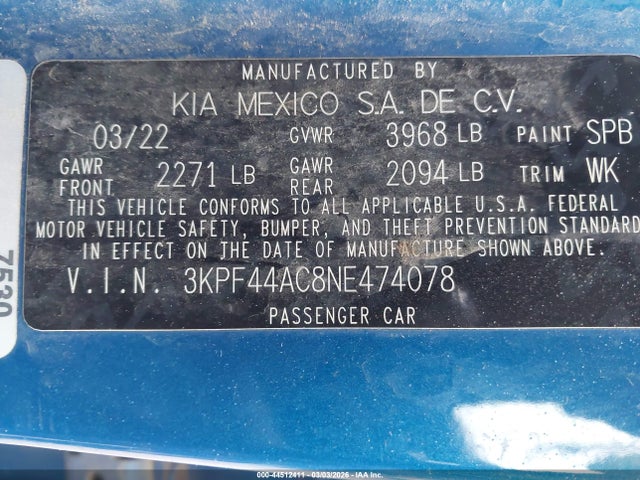 MANUFACTURED BY
KIA MEXICO S.A. DE C.V.
03/22 GVWR 3968 LB PAINT SPB
GAWR FRONT 2271 LB GAWR REAR 2094 LB TRIM WK
THIS VEHICLE CONFORMS TO ALL APPLICABLE U.S.A. FEDERAL
MOTOR VEHICLE SAFETY, BUMPER, AND THEFT PREVENTION STANDARD
IN EFFECT ON THE DATE OF MANUFACTURE SHOWN ABOVE.
V.I.N. 3KPF44AC8NE474078
PASSENGER CAR
7530
000-44512411 - 03/03/2026 - IAA Inc.